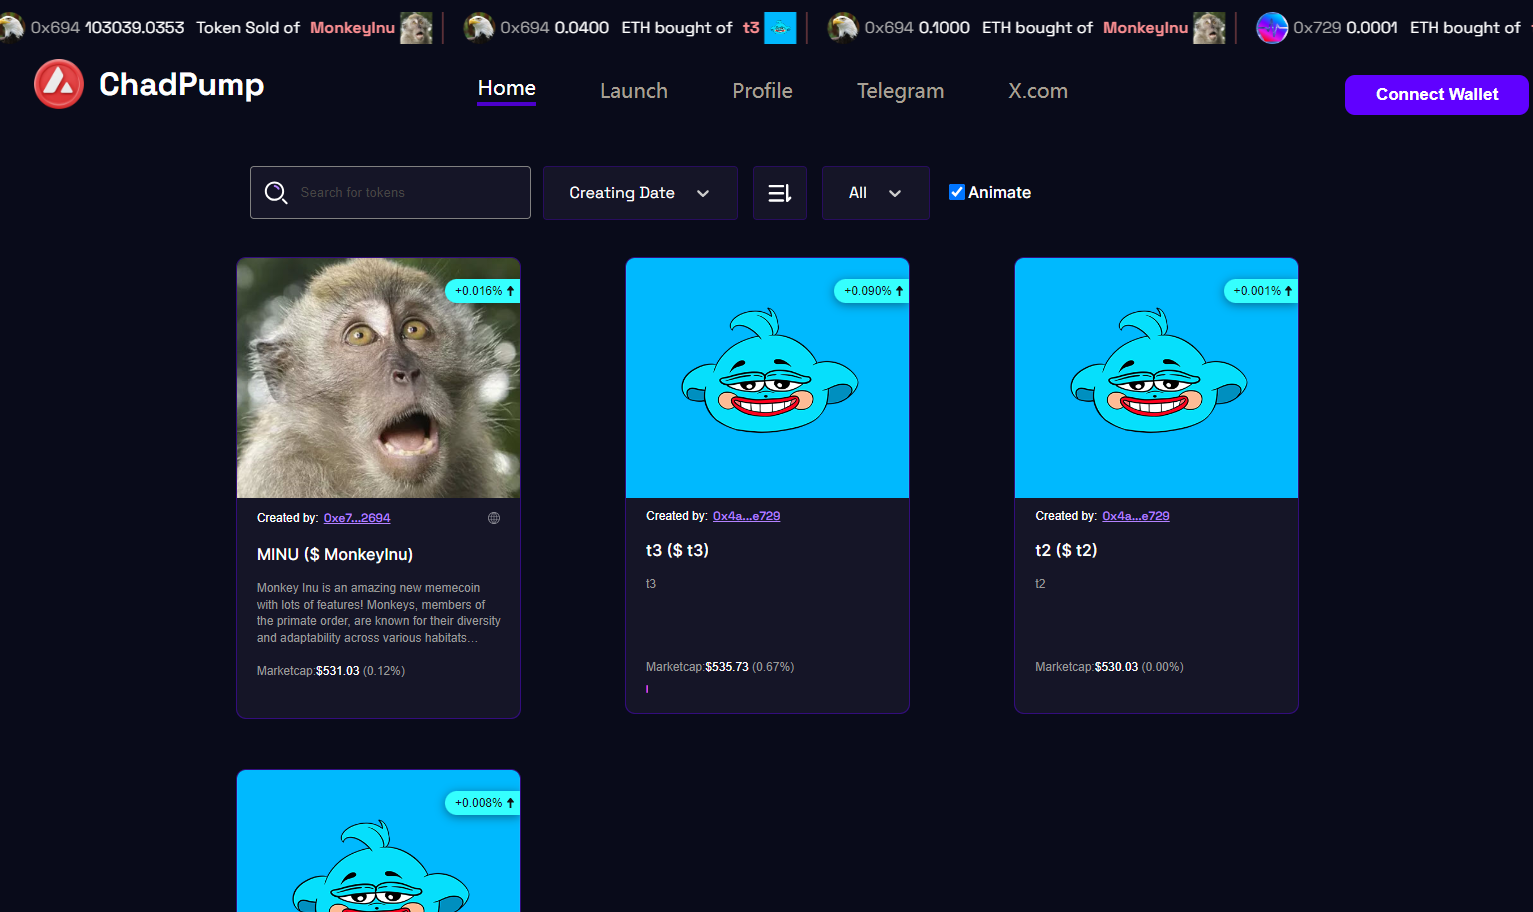 0x694 103039.0353 Token Sold of MonkeyInu 0x694 0.0400 ETH bought of t3 0x694 0.1000 ETH bought of MonkeyInu 0x729 0.0001 ETH bought of
ChadPump
Home Launch Profile Telegram X.com
Connect Wallet
Search for tokens
Creating Date
All
Animate
+0.016%
Created by: 0xe7...2694
MINU ($ MonkeyInu)
Monkey Inu is an amazing new memecoin
with lots of features! Monkeys, members of
the primate order, are known for their diversity
and adaptability across various habitats...
Marketcap:$531.03 (0.12%)
+0.090%
Created by: 0x4a...e729
t3 ($ t3)
t3
Marketcap:$535.73 (0.67%)
+0.001%
Created by: 0x4a...e729
t2 ($ t2)
t2
Marketcap:$530.03 (0.00%)
+0.008%